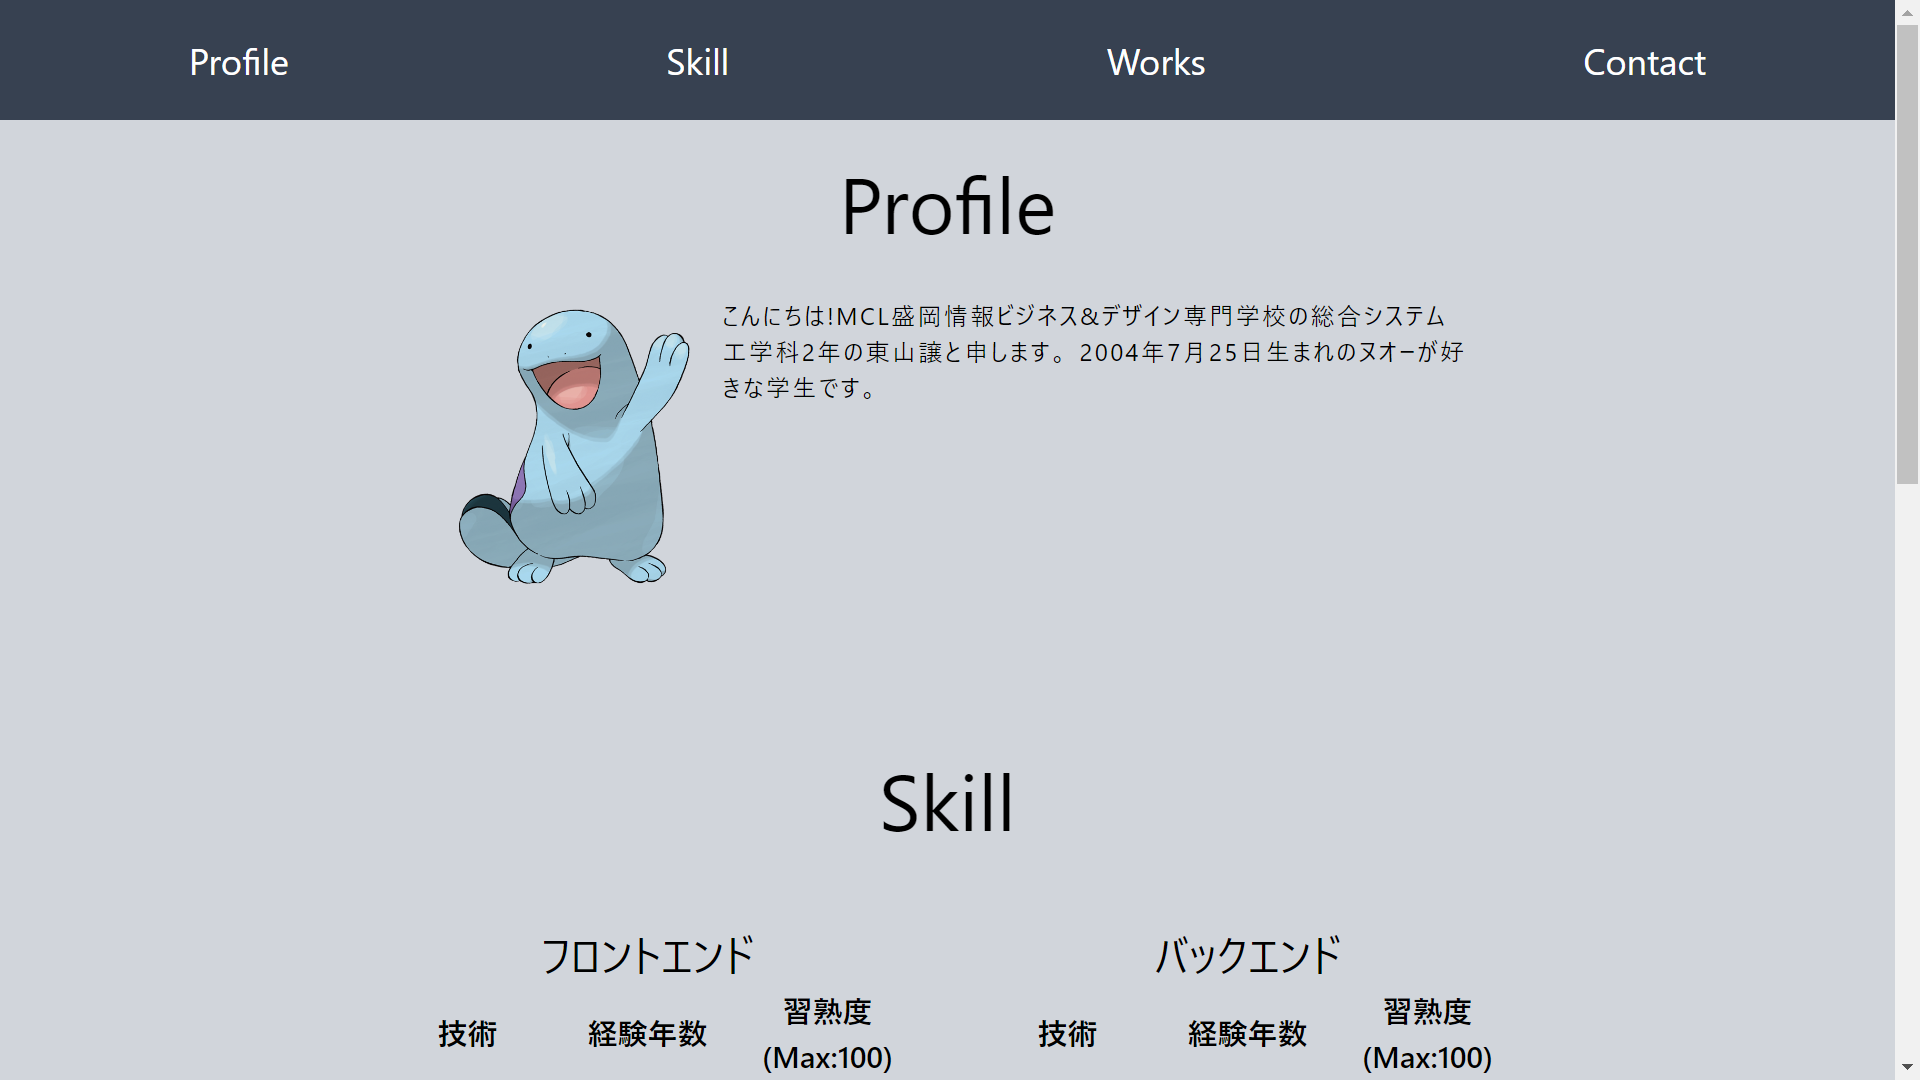 Profile Skill Works Contact
Profile
こんにちは!MCL盛岡情報ビジネス&デザイン専門学校の総合システム
工学科2年の東山譲と申します。2004年7月25日生まれのヌオーが好
きな学生です。
Skill
フロントエンド バックエンド
技術 経験年数 習熟度 技術 経験年数 習熟度
(Max:100) (Max:100)